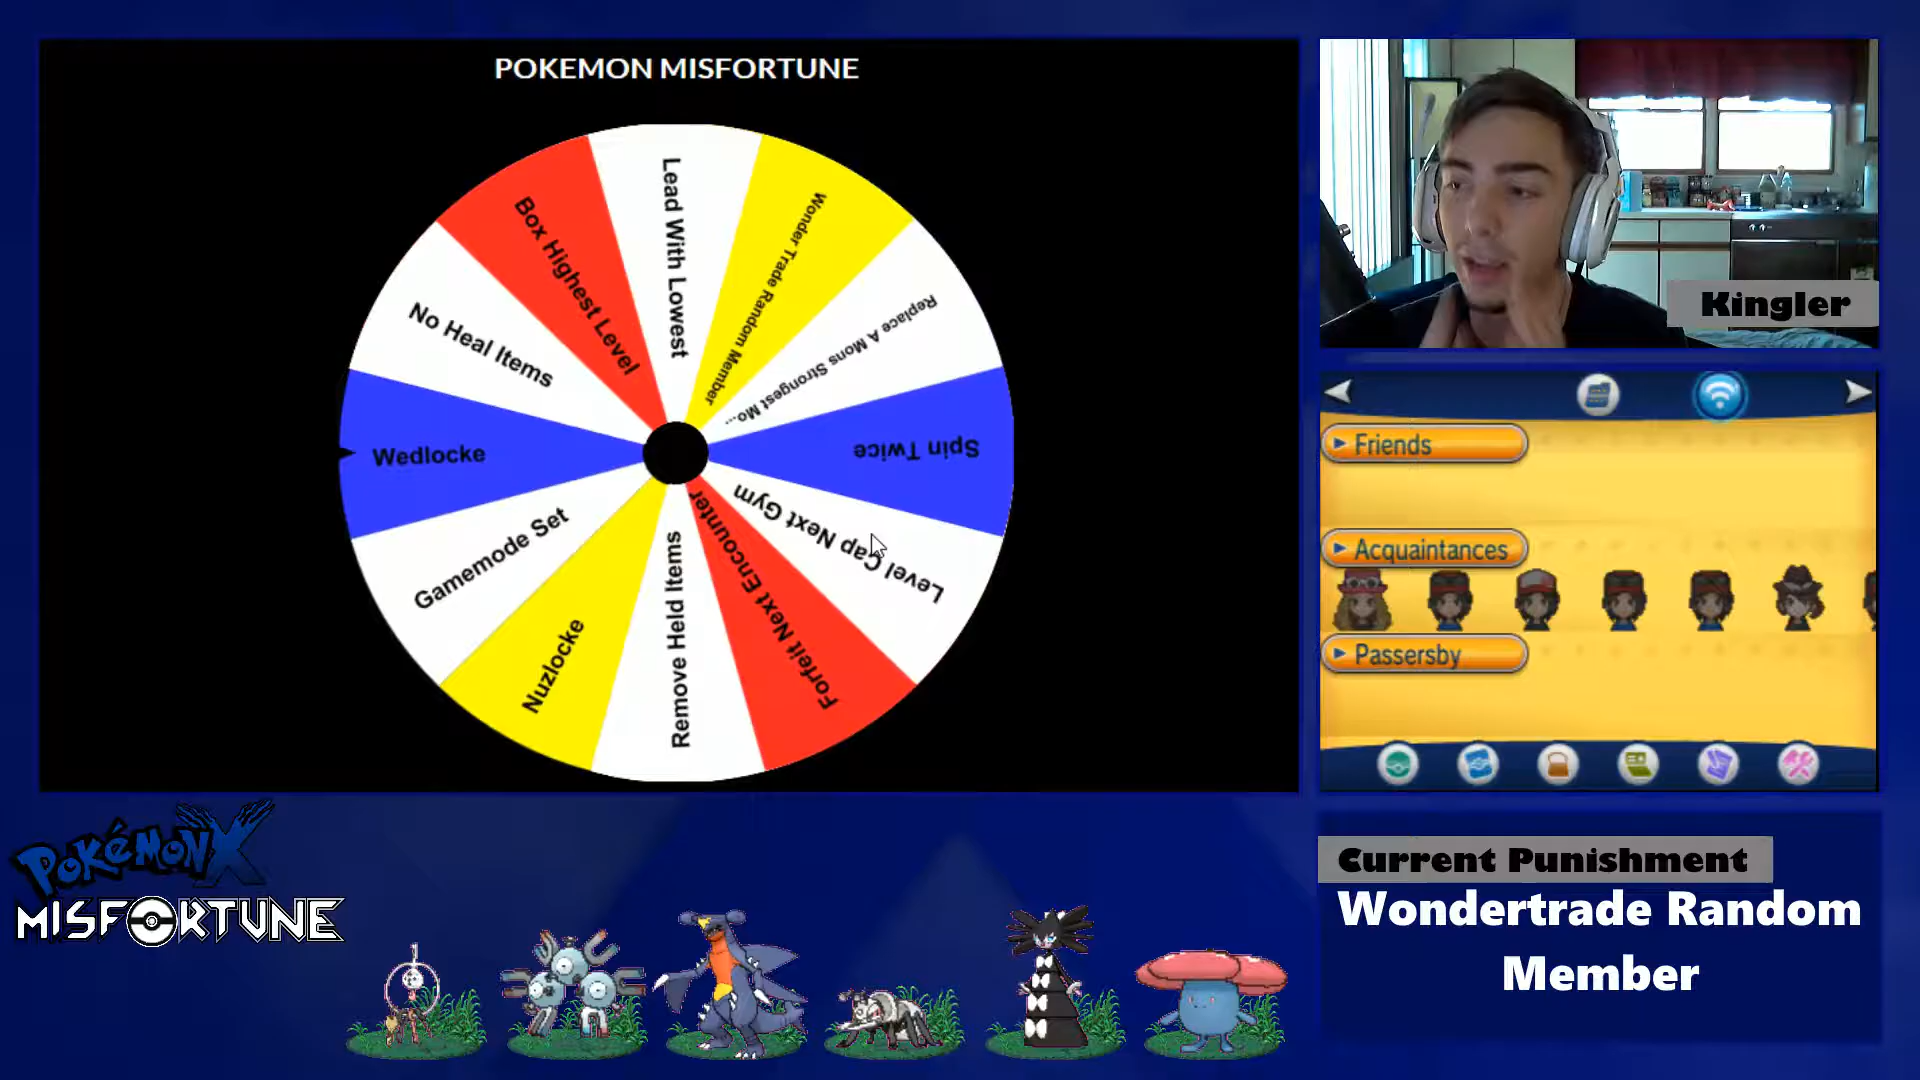 POKEMON MISFORTUNE
Lead With Lowest
Wonder Trade Random Member
Replace A Mons Strongest Mo...
Spin Twice
Level Cap Next Gym
Forfeit Next Encounter
Remove Held Items
Nuzlocke
Gamemode Set
Wedlocke
No Heal Items
Box Highest Level
Kingler
Friends
Acquaintances
Passersby
POKéMON X
MISFORTUNE
Current Punishment
Wondertrade Random
Member